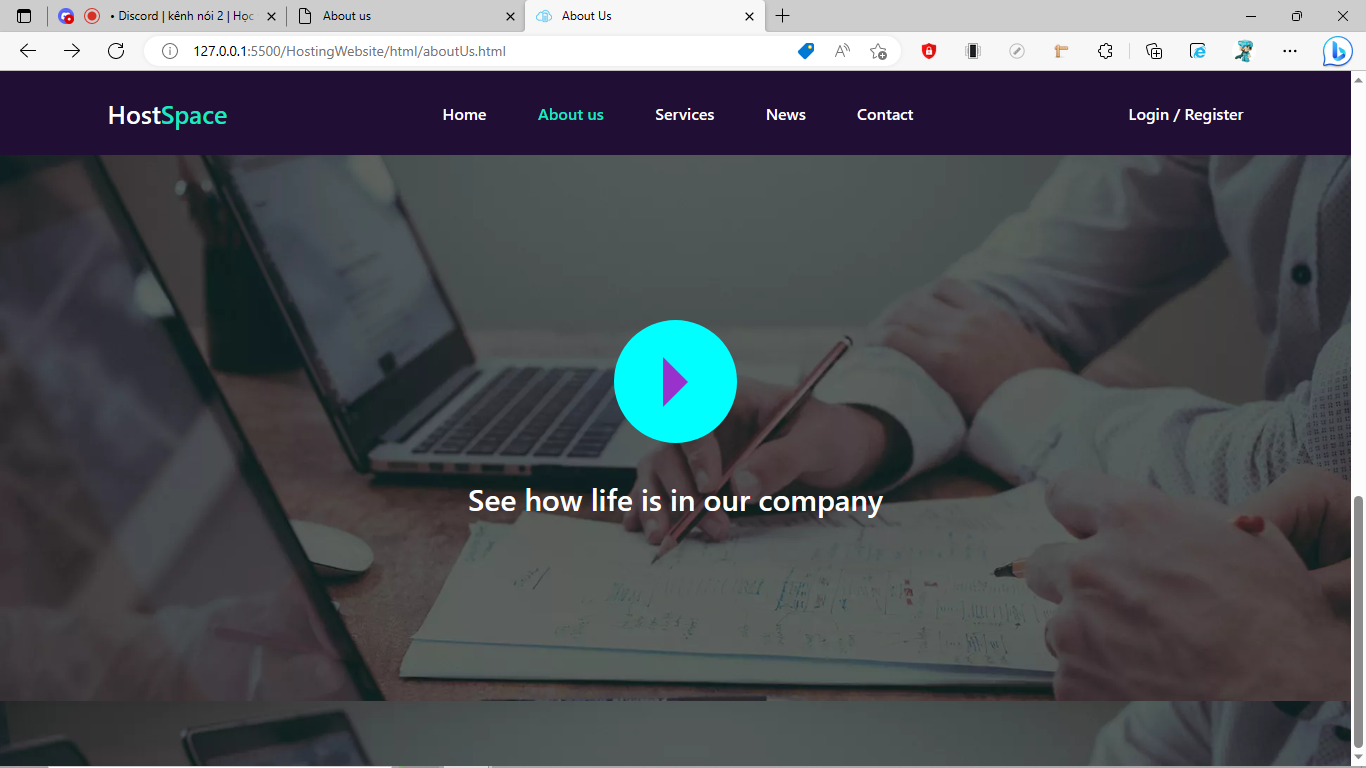 • Discord | kênh nói 2 | Học
About us
About Us
127.0.0.1:5500/HostingWebsite/html/aboutUs.html
HostSpace
Home
About us
Services
News
Contact
Login / Register
See how life is in our company